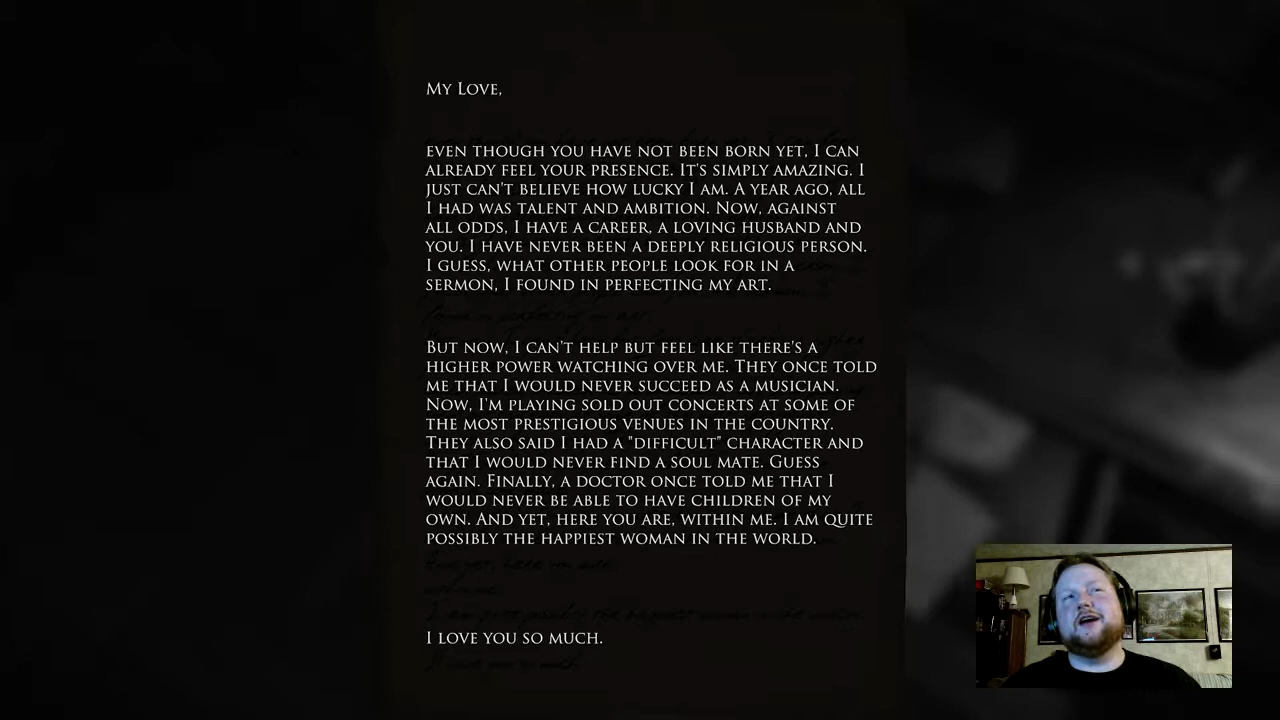 MY LOVE,
EVEN THOUGH YOU HAVE NOT BEEN BORN YET, I CAN
ALREADY FEEL YOUR PRESENCE. IT'S SIMPLY AMAZING. I
JUST CAN'T BELIEVE HOW LUCKY I AM. A YEAR AGO, ALL
I HAD WAS TALENT AND AMBITION. NOW, AGAINST
ALL ODDS, I HAVE A CAREER, A LOVING HUSBAND AND
YOU. I HAVE NEVER BEEN A DEEPLY RELIGIOUS PERSON.
I GUESS, WHAT OTHER PEOPLE LOOK FOR IN A
SERMON, I FOUND IN PERFECTING MY ART.
BUT NOW, I CAN'T HELP BUT FEEL LIKE THERE'S A
HIGHER POWER WATCHING OVER ME. THEY ONCE TOLD
ME THAT I WOULD NEVER SUCCEED AS A MUSICIAN.
NOW, I'M PLAYING SOLD OUT CONCERTS AT SOME OF
THE MOST PRESTIGIOUS VENUES IN THE COUNTRY.
THEY ALSO SAID I HAD A "DIFFICULT" CHARACTER AND
THAT I WOULD NEVER FIND A SOUL MATE. GUESS
AGAIN. FINALLY, A DOCTOR ONCE TOLD ME THAT I
WOULD NEVER BE ABLE TO HAVE CHILDREN OF MY
OWN. AND YET, HERE YOU ARE, WITHIN ME. I AM QUITE
POSSIBLY THE HAPPIEST WOMAN IN THE WORLD.
I LOVE YOU SO MUCH.